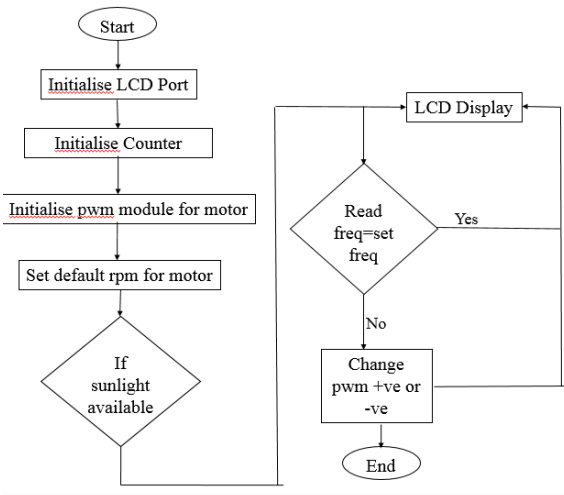 Start
Initialise LCD Port
Initialise Counter
Initialise pwm module for motor
Set default rpm for motor
If
sunlight
available
LCD Display
Read
freq=set
freq
Yes
No
Change
pwm +ve or
-ve
End